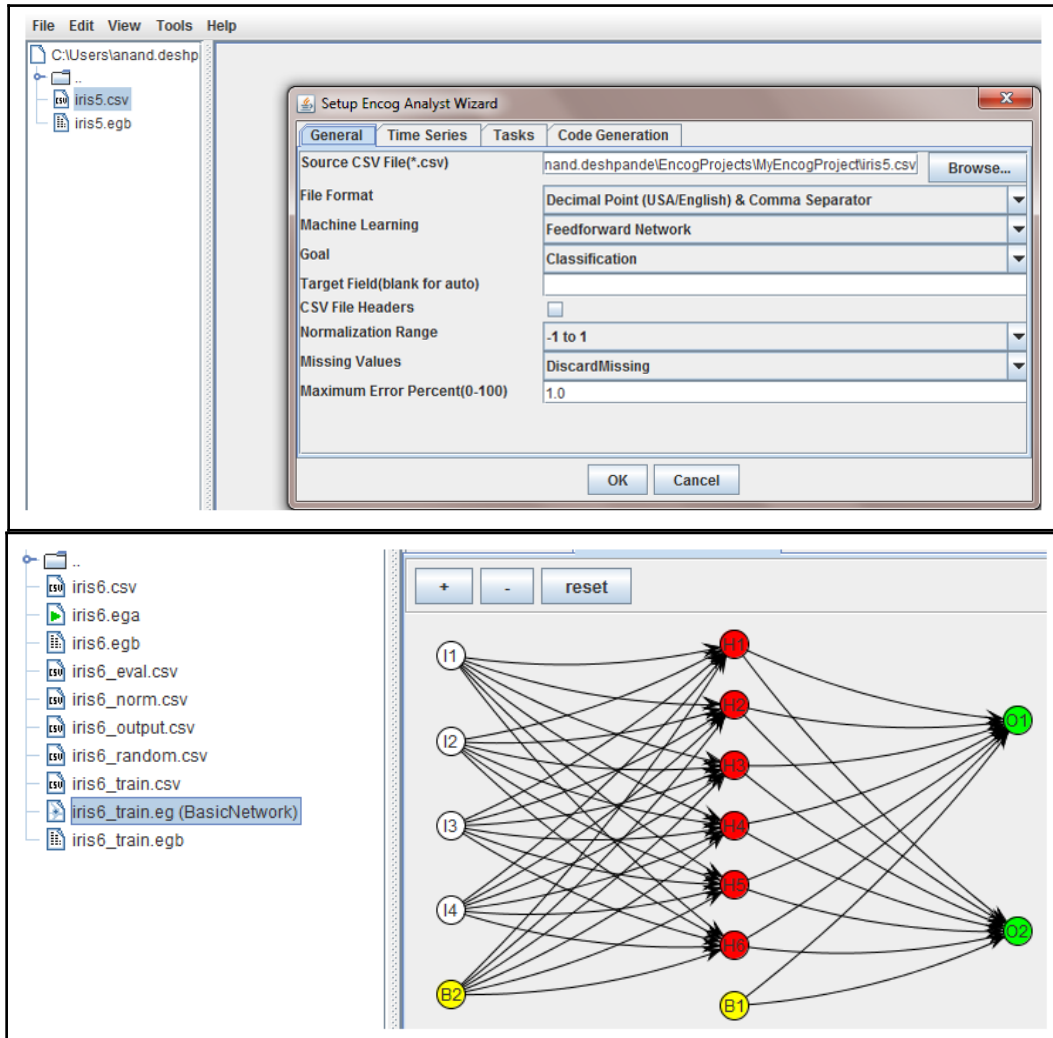 File Edit View Tools Help
C:\Users\anand.deshp
..
iris5.csv
iris5.egb
Setup Encog Analyst Wizard
General Time Series Tasks Code Generation
Source CSV File(*.csv) nand.deshpande\EncogProjects\MyEncogProject\iris5.csv Browse...
File Format Decimal Point (USA/English) & Comma Separator
Machine Learning Feedforward Network
Goal Classification
Target Field(blank for auto)
CSV File Headers
Normalization Range -1 to 1
Missing Values DiscardMissing
Maximum Error Percent(0-100) 1.0
OK Cancel
..
iris6.csv
iris6.ega
iris6.egb
iris6_eval.csv
iris6_norm.csv
iris6_output.csv
iris6_random.csv
iris6_train.csv
iris6_train.eg (BasicNetwork)
iris6_train.egb
+ - reset
I1
I2
I3
I4
B2
H1
H2
H3
H4
H5
H6
B1
O1
O2